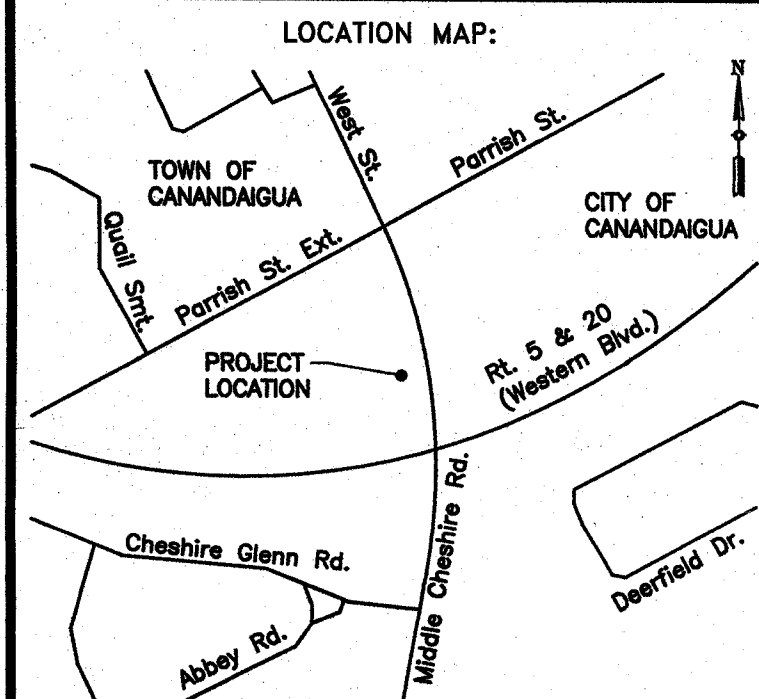 LOCATION MAP:
N
West St.
Parrish St.
TOWN OF
CANANDAIGUA
CITY OF
CANANDAIGUA
Quail Smt.
Parrish St. Ext.
Rt. 5 & 20
(Western Blvd.)
PROJECT
LOCATION
Middle Cheshire Rd.
Cheshire Glenn Rd.
Deerfield Dr.
Abbey Rd.